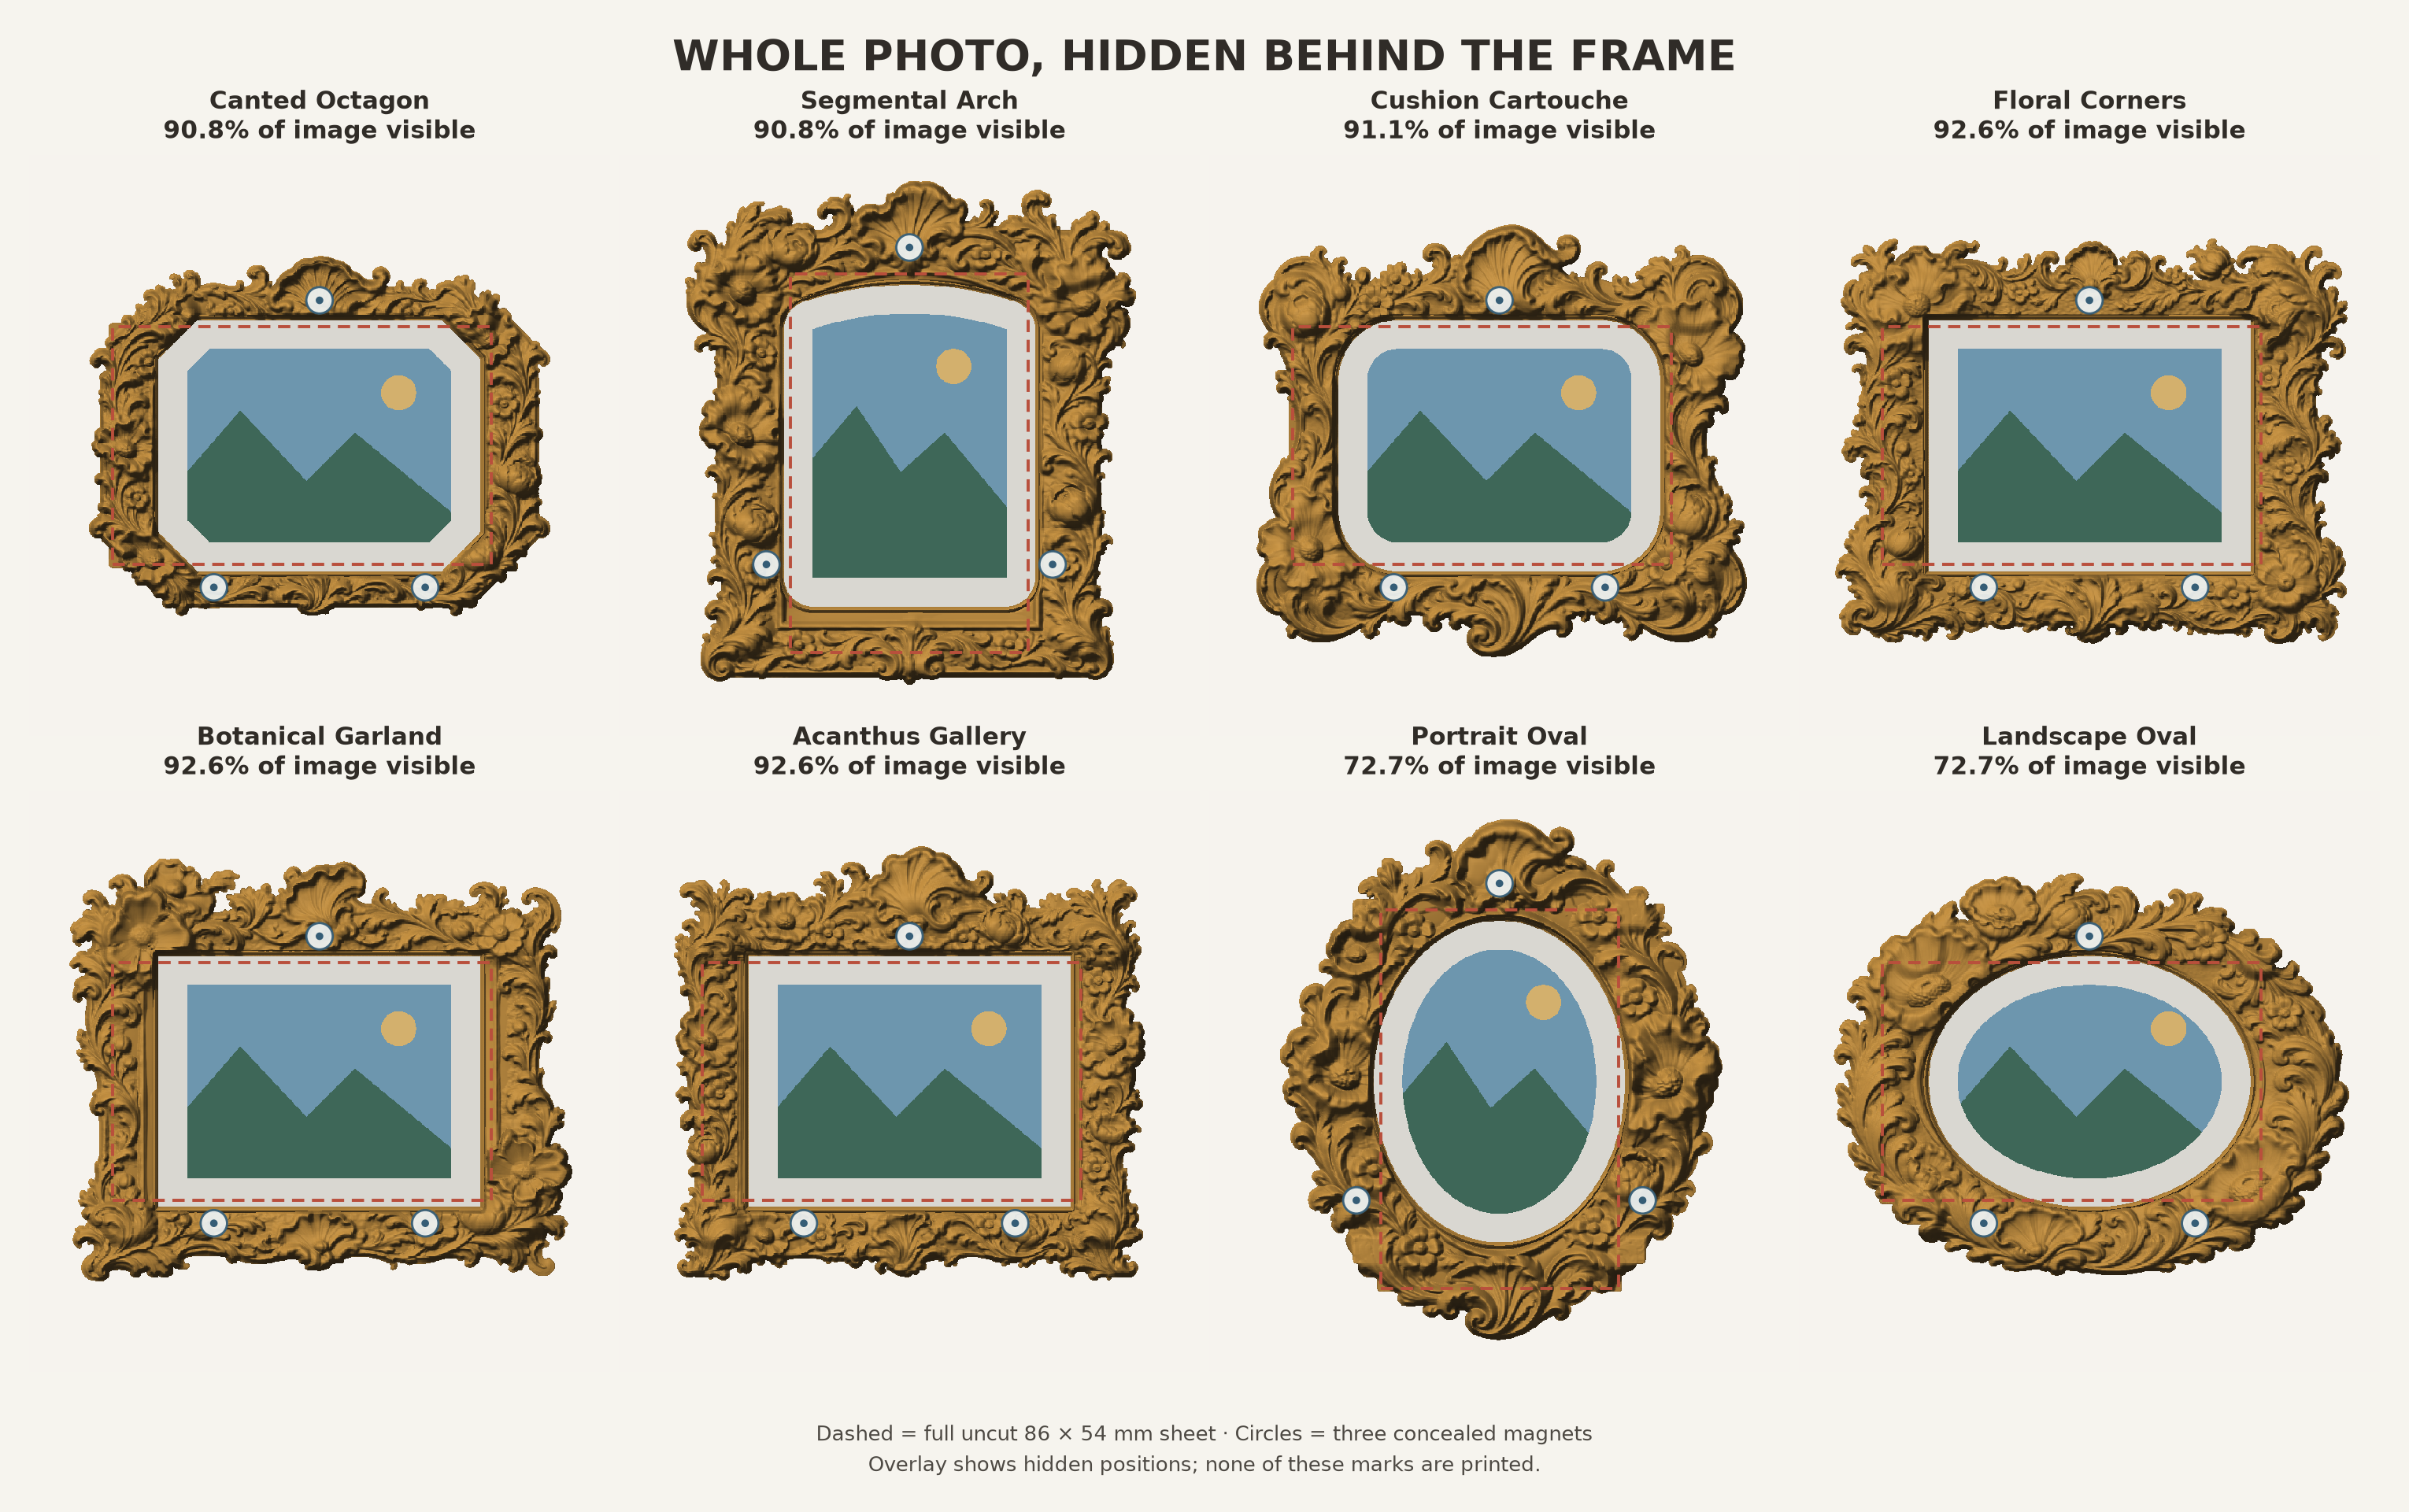 WHOLE PHOTO, HIDDEN BEHIND THE FRAME
Canted Octagon
90.8% of image visible
Segmental Arch
90.8% of image visible
Cushion Cartouche
91.1% of image visible
Floral Corners
92.6% of image visible
Botanical Garland
92.6% of image visible
Acanthus Gallery
92.6% of image visible
Portrait Oval
72.7% of image visible
Landscape Oval
72.7% of image visible
Dashed = full uncut 86 × 54 mm sheet · Circles = three concealed magnets
Overlay shows hidden positions; none of these marks are printed.